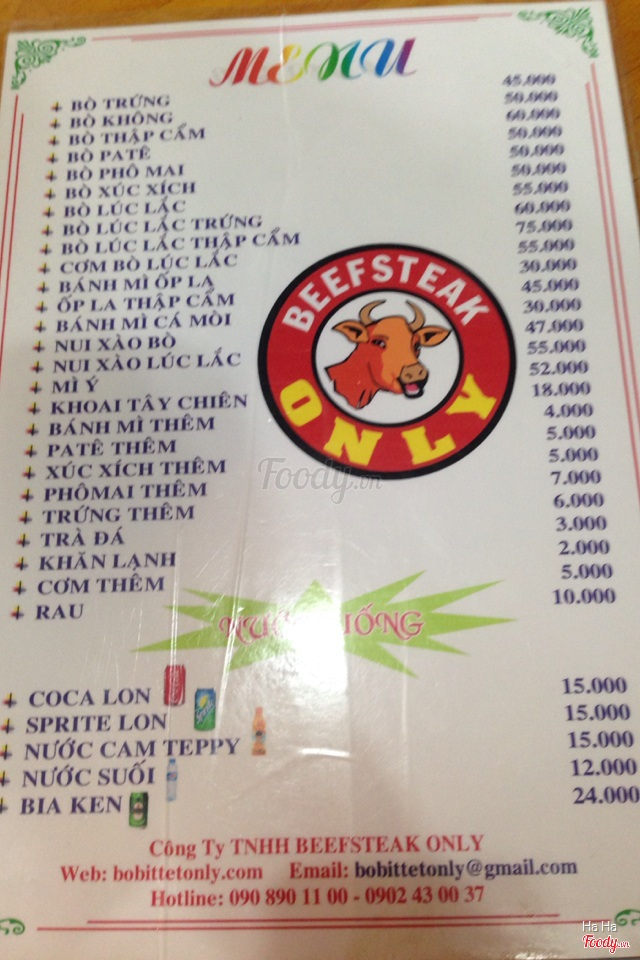 MENU
BÒ TRỨNG 45.000
BÒ KHÔNG 50.000
BÒ THẬP CẨM 60.000
BÒ PATÊ 50.000
BÒ PHÔ MAI 50.000
BÒ XÚC XÍCH 50.000
BÒ LÚC LẮC 55.000
BÒ LÚC LẮC TRỨNG 60.000
BÒ LÚC LẮC THẬP CẨM 75.000
CƠM BÒ LÚC LẮC 55.000
BÁNH MÌ ỐP LA 30.000
ỐP LA THẬP CẨM 45.000
BÁNH MÌ CÁ MÒI 30.000
NUI XÀO BÒ 47.000
NUI XÀO LÚC LẮC 55.000
MÌ Ý 52.000
KHOAI TÂY CHIÊN 18.000
BÁNH MÌ THÊM 4.000
PATÊ THÊM 5.000
XÚC XÍCH THÊM 5.000
PHÔMAI THÊM 7.000
TRỨNG THÊM 6.000
TRÀ ĐÁ 3.000
KHĂN LẠNH 2.000
CƠM THÊM 5.000
RAU 10.000
BEEFSTEAK
ONLY
Foody.vn
COCA LON 15.000
SPRITE LON 15.000
NƯỚC CAM TEPPY 15.000
NƯỚC SUỐI 12.000
BIA KEN 24.000
Công Ty TNHH BEEFSTEAK ONLY
Web: bobittetonly.com Email: bobittetonly@gmail.com
Hotline: 090 890 11 00 - 0902 43 00 37
Ha Ha
Foody.vn